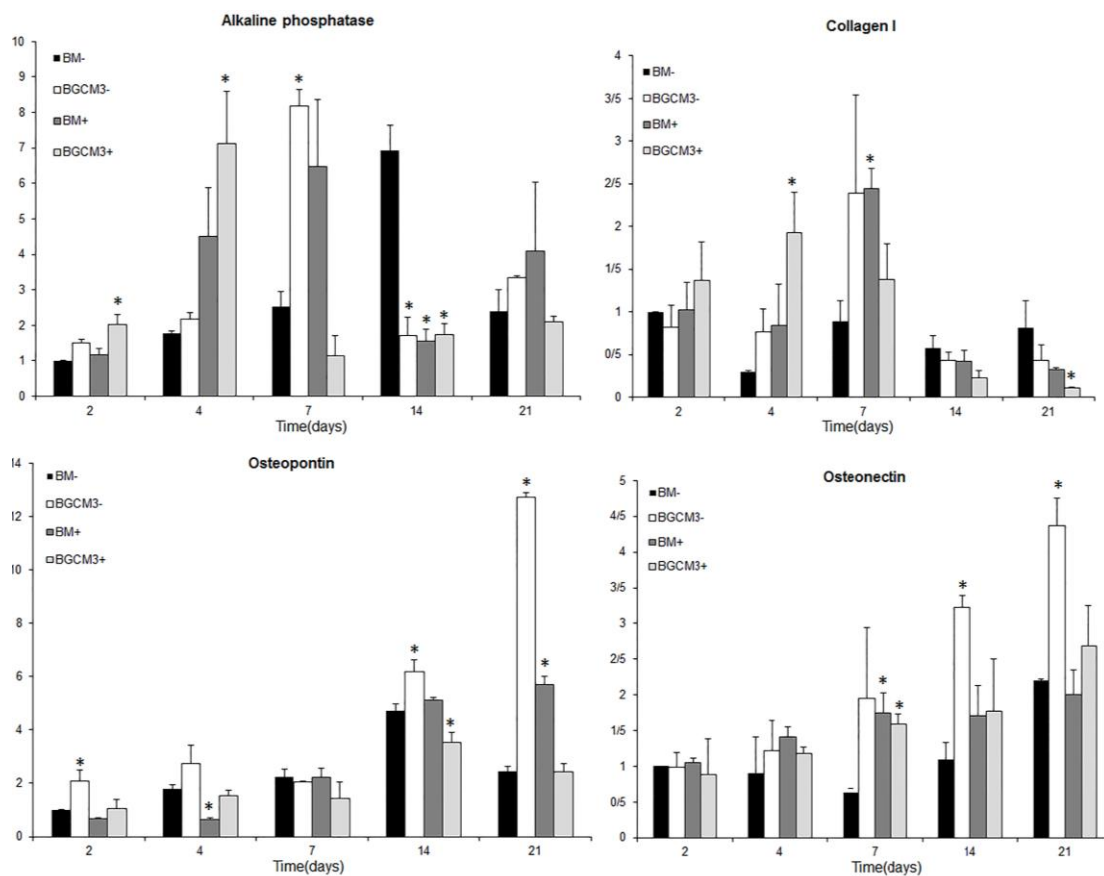 Alkaline phosphatase
10
9
8
7
6
5
4
3
2
1
0
BM-
BGCM3-
BM+
BGCM3+
*
*
*
*
*
*
2 4 7 14 21
Time(days)
Collagen I
4
3/5
3
2/5
2
1/5
1
0/5
0
BM-
BGCM3-
BM+
BGCM3+
*
*
*
2 4 7 14 21
Time(days)
Osteopontin
14
12
10
8
6
4
2
0
BM-
BGCM3-
BM+
BGCM3+
*
*
*
*
*
*
2 4 7 14 21
Time(days)
Osteonectin
5
4/5
4
3/5
3
2/5
2
1/5
1
0/5
0
BM-
BGCM3-
BM+
BGCM3+
*
*
*
*
2 4 7 14 21
Time(days)